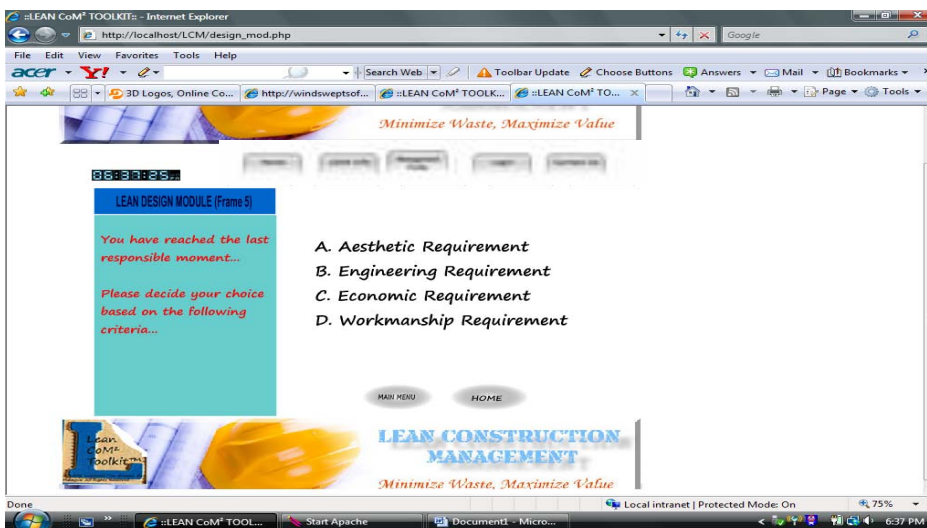 ::LEAN CoM² TOOLKIT:: - Internet Explorer
http://localhost/LCM/design_mod.php
Google
File Edit View Favorites Tools Help
acer Y! Search Web Toolbar Update Choose Buttons Answers Mail Bookmarks
3D Logos, Online Co... http://windsweptsof... ::LEAN CoM² TOOLK... ::LEAN CoM² TO... Page Tools
Minimize Waste, Maximize Value
LEAN DESIGN MODULE (Frame 5)
You have reached the last
responsible moment...
Please decide your choice
based on the following
criteria...
A. Aesthetic Requirement
B. Engineering Requirement
C. Economic Requirement
D. Workmanship Requirement
MAIN MENU HOME
Lean
CoM²
Toolkit™
LEAN CONSTRUCTION
MANAGEMENT
Minimize Waste, Maximize Value
Done Local intranet | Protected Mode: On 75%
::LEAN CoM² TOOL... Start Apache Document1 - Micro... 6:37 PM